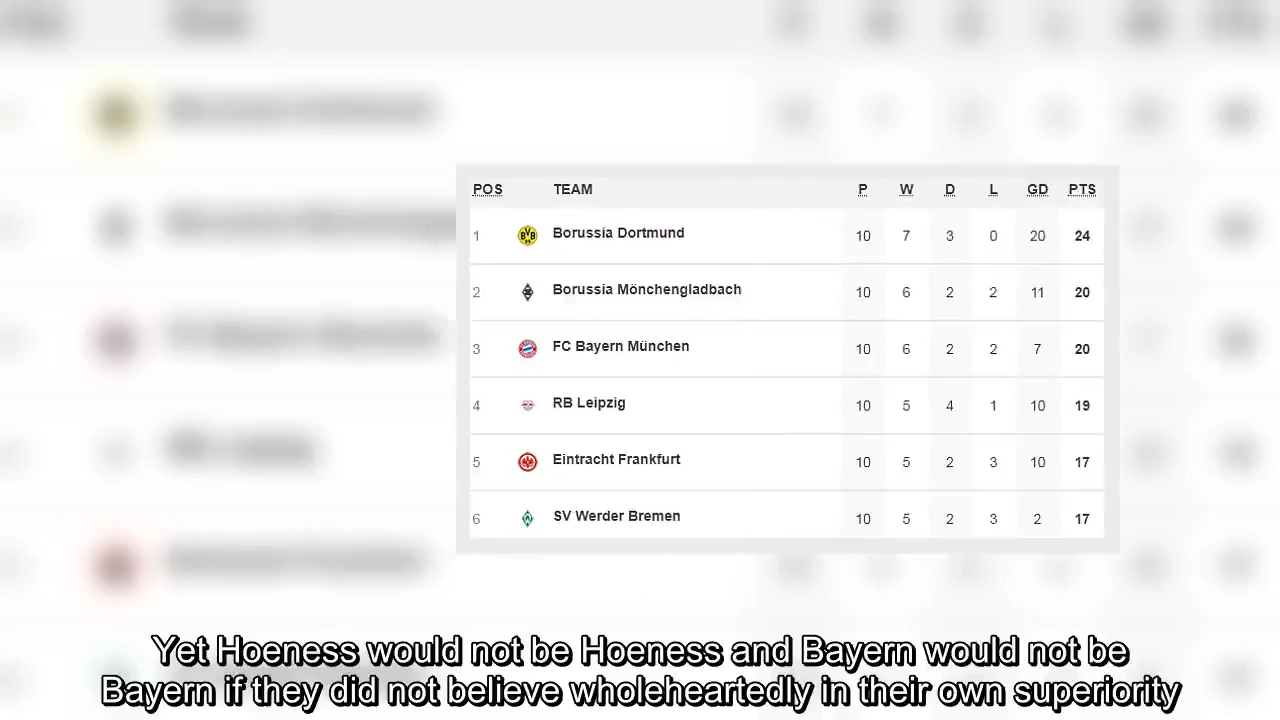 POS TEAM P W D L GD PTS
1 Borussia Dortmund 10 7 3 0 20 24
2 Borussia Mönchengladbach 10 6 2 2 11 20
3 FC Bayern München 10 6 2 2 7 20
4 RB Leipzig 10 5 4 1 10 19
5 Eintracht Frankfurt 10 5 2 3 10 17
6 SV Werder Bremen 10 5 2 3 2 17
Yet Hoeness would not be Hoeness and Bayern would not be
Bayern if they did not believe wholeheartedly in their own superiority